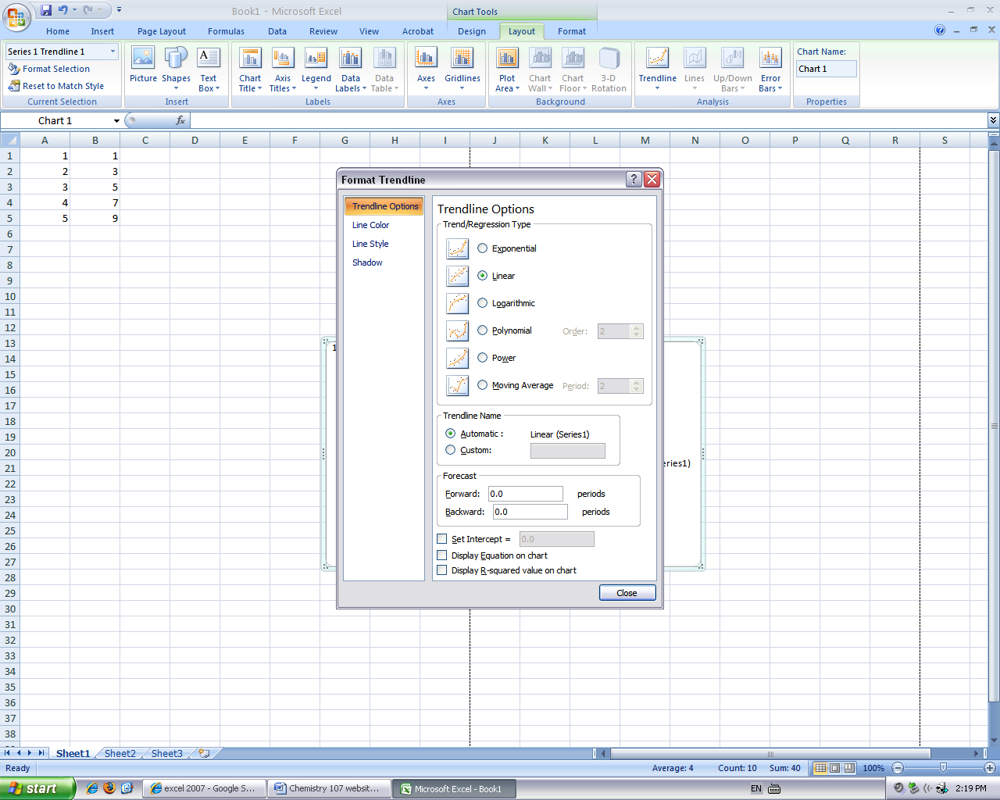 Book1 - Microsoft Excel
Chart Tools
Home Insert Page Layout Formulas Data Review View Acrobat Design Layout Format
Series 1 Trendline 1
Format Selection
Reset to Match Style
Current Selection
Picture Shapes Text Box
Insert
Chart Title Axis Titles Legend Data Labels Data Table
Labels
Axes Gridlines
Axes
Plot Area Chart Wall Chart Floor 3-D Rotation
Background
Trendline Lines Up/Down Bars Error Bars
Analysis
Chart Name:
Chart 1
Properties
Chart 1 fx
A B C D E F G H I J K L M N O P Q R S
1 1 1
2 2 3
3 3 5
4 4 7
5 5 9
6
7
8
9
10
11
12
13
14
15
16
17
18
19
20
21
22
23
24
25
26
27
28
29
30
31
32
33
34
35
36
37
38
1
eries1)
Format Trendline
Trendline Options
Line Color
Line Style
Shadow
Trendline Options
Trend/Regression Type
Exponential
Linear
Logarithmic
Polynomial Order: 2
Power
Moving Average Period: 2
Trendline Name
Automatic : Linear (Series1)
Custom:
Forecast
Forward: 0.0 periods
Backward: 0.0 periods
Set Intercept = 0.0
Display Equation on chart
Display R-squared value on chart
Close
Sheet1 Sheet2 Sheet3
Ready Average: 4 Count: 10 Sum: 40 100%
start excel 2007 - Google S... Chemistry 107 websit... Microsoft Excel - Book1 EN 2:19 PM